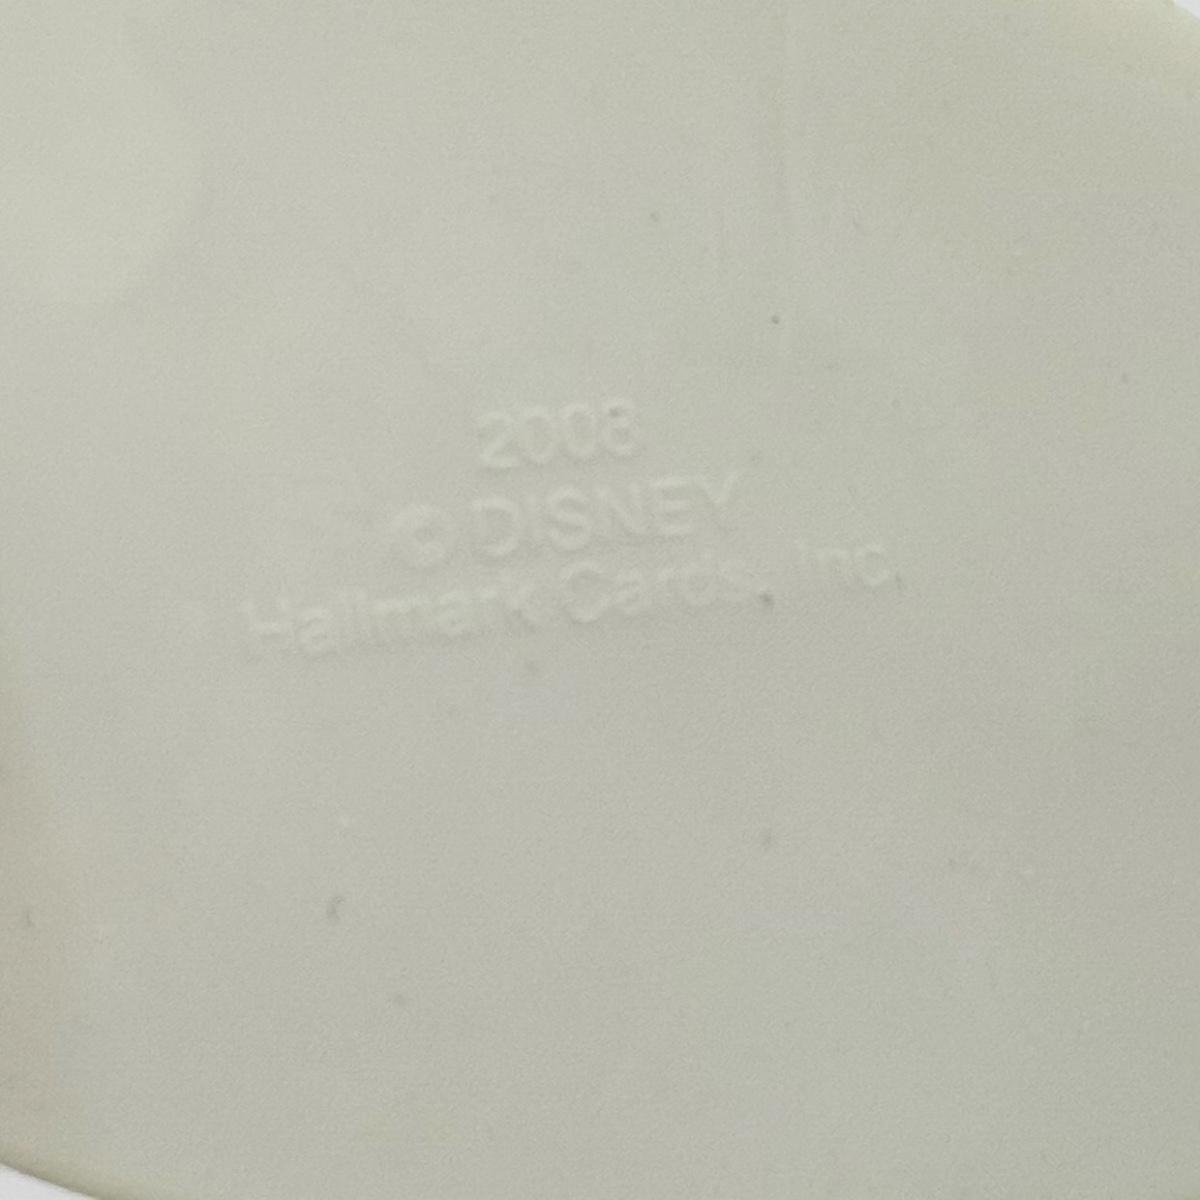 2008
© DISNEY
Hallmark Cards, Inc.